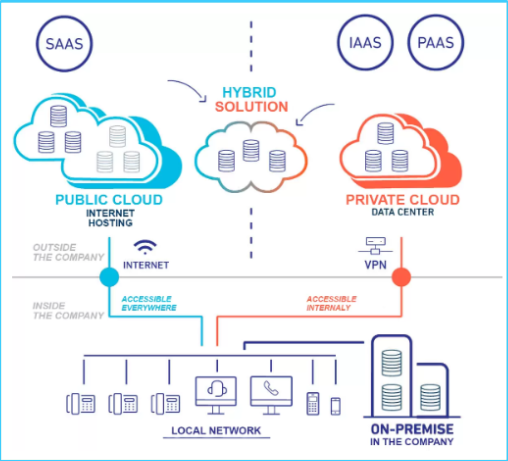 SAAS
IAAS
PAAS
HYBRID
SOLUTION
PUBLIC CLOUD
INTERNET
HOSTING
PRIVATE CLOUD
DATA CENTER
OUTSIDE
THE COMPANY
INTERNET
VPN
INSIDE
THE COMPANY
ACCESSIBLE
EVERYWHERE
ACCESSIBLE
INTERNALY
LOCAL NETWORK
ON-PREMISE
IN THE COMPANY